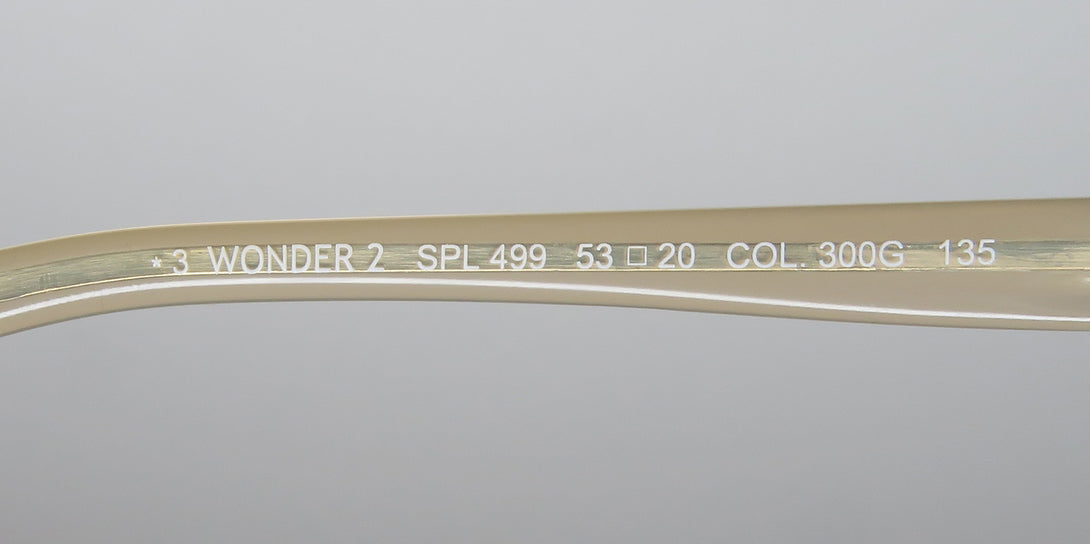 * 3 WONDER 2 SPL 499 53 □ 20 COL. 300G 135